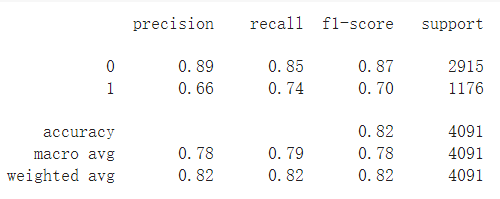 precision recall f1-score support
0 0.89 0.85 0.87 2915
1 0.66 0.74 0.70 1176
accuracy 0.82 4091
macro avg 0.78 0.79 0.78 4091
weighted avg 0.82 0.82 0.82 4091